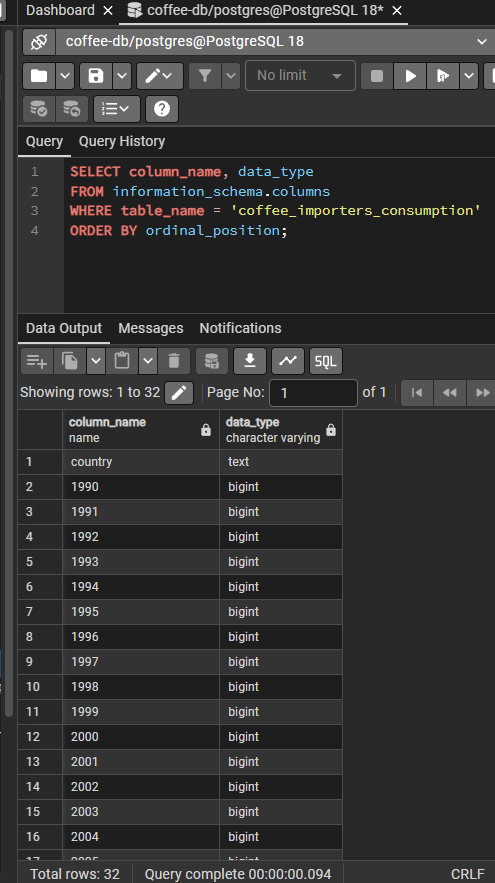 Dashboard × coffee-db/postgres@PostgreSQL 18* ×
coffee-db/postgres@PostgreSQL 18
No limit
Query Query History
1 SELECT column_name, data_type
2 FROM information_schema.columns
3 WHERE table_name = 'coffee_importers_consumption'
4 ORDER BY ordinal_position;
Data Output Messages Notifications
SQL
Showing rows: 1 to 32 Page No: 1 of 1
column_name data_type
name character varying
1 country text
2 1990 bigint
3 1991 bigint
4 1992 bigint
5 1993 bigint
6 1994 bigint
7 1995 bigint
8 1996 bigint
9 1997 bigint
10 1998 bigint
11 1999 bigint
12 2000 bigint
13 2001 bigint
14 2002 bigint
15 2003 bigint
16 2004 bigint
Total rows: 32 Query complete 00:00:00.094 CRLF